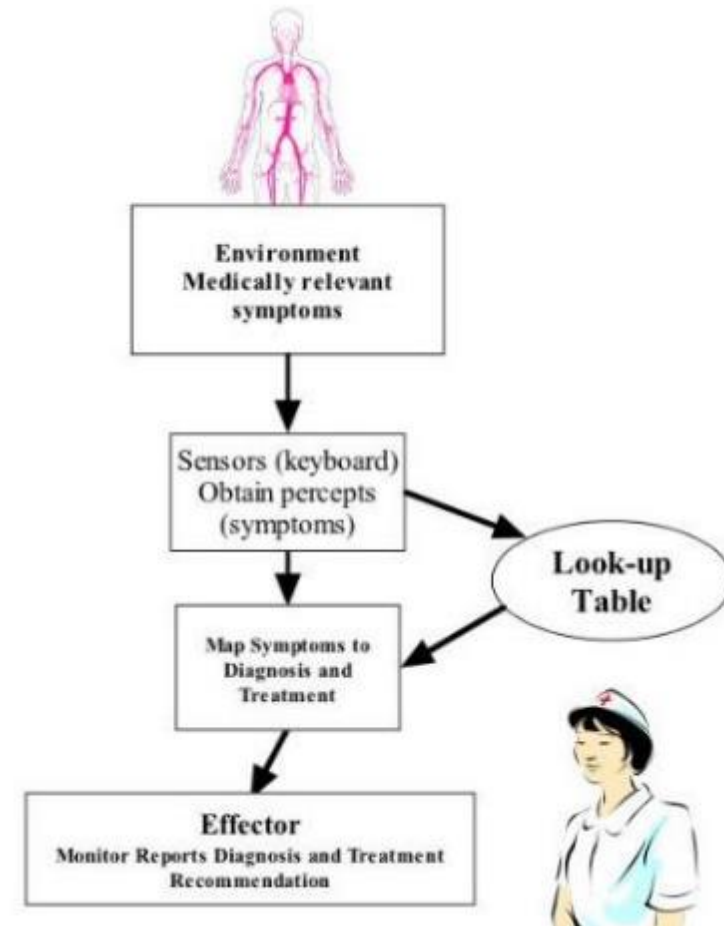 Environment
Medically relevant
symptoms
Sensors (keyboard)
Obtain percepts
(symptoms)
Look-up
Table
Map Symptoms to
Diagnosis and
Treatment
Effector
Monitor Reports Diagnosis and Treatment
Recommendation